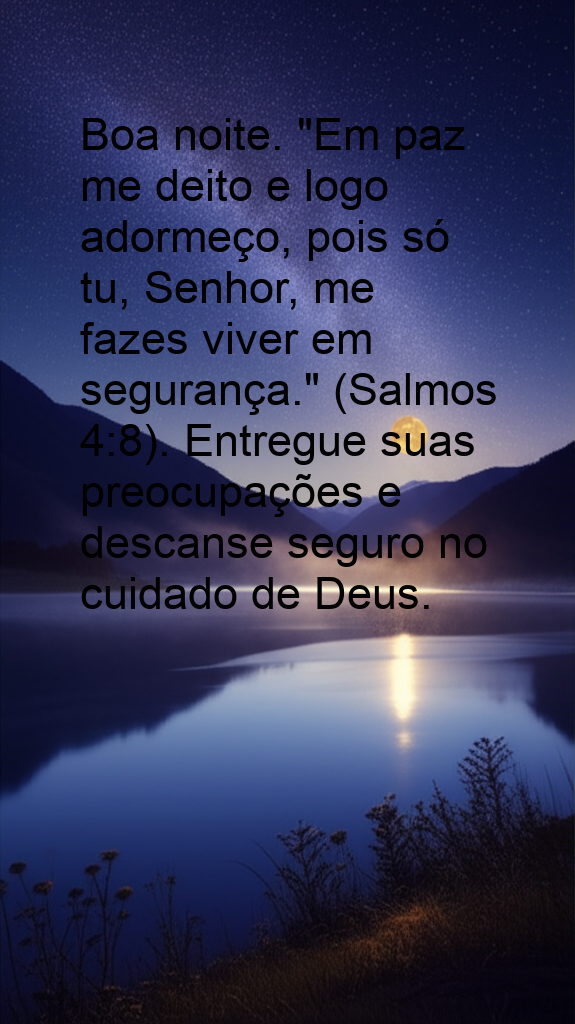 Boa noite. "Em paz
me deito e logo
adormeço, pois só
tu, Senhor, me
fazes viver em
segurança." (Salmos
4:8). Entregue suas
preocupações e
descanse seguro no
cuidado de Deus.